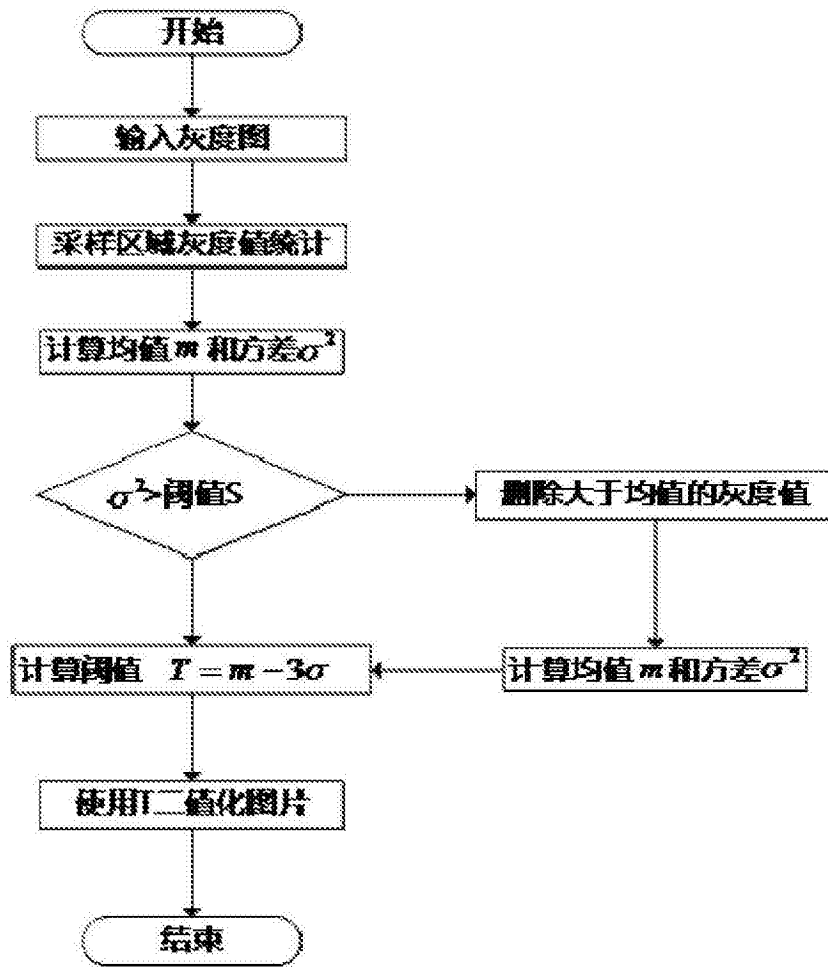 开始
输入灰度图
采样区域灰度值统计
计算均值 m 和方差σ²
σ²>阈值S
删除大于均值的灰度值
计算阈值 T = m − 3σ
计算均值 m 和方差σ²
使用T二值化图片
结束